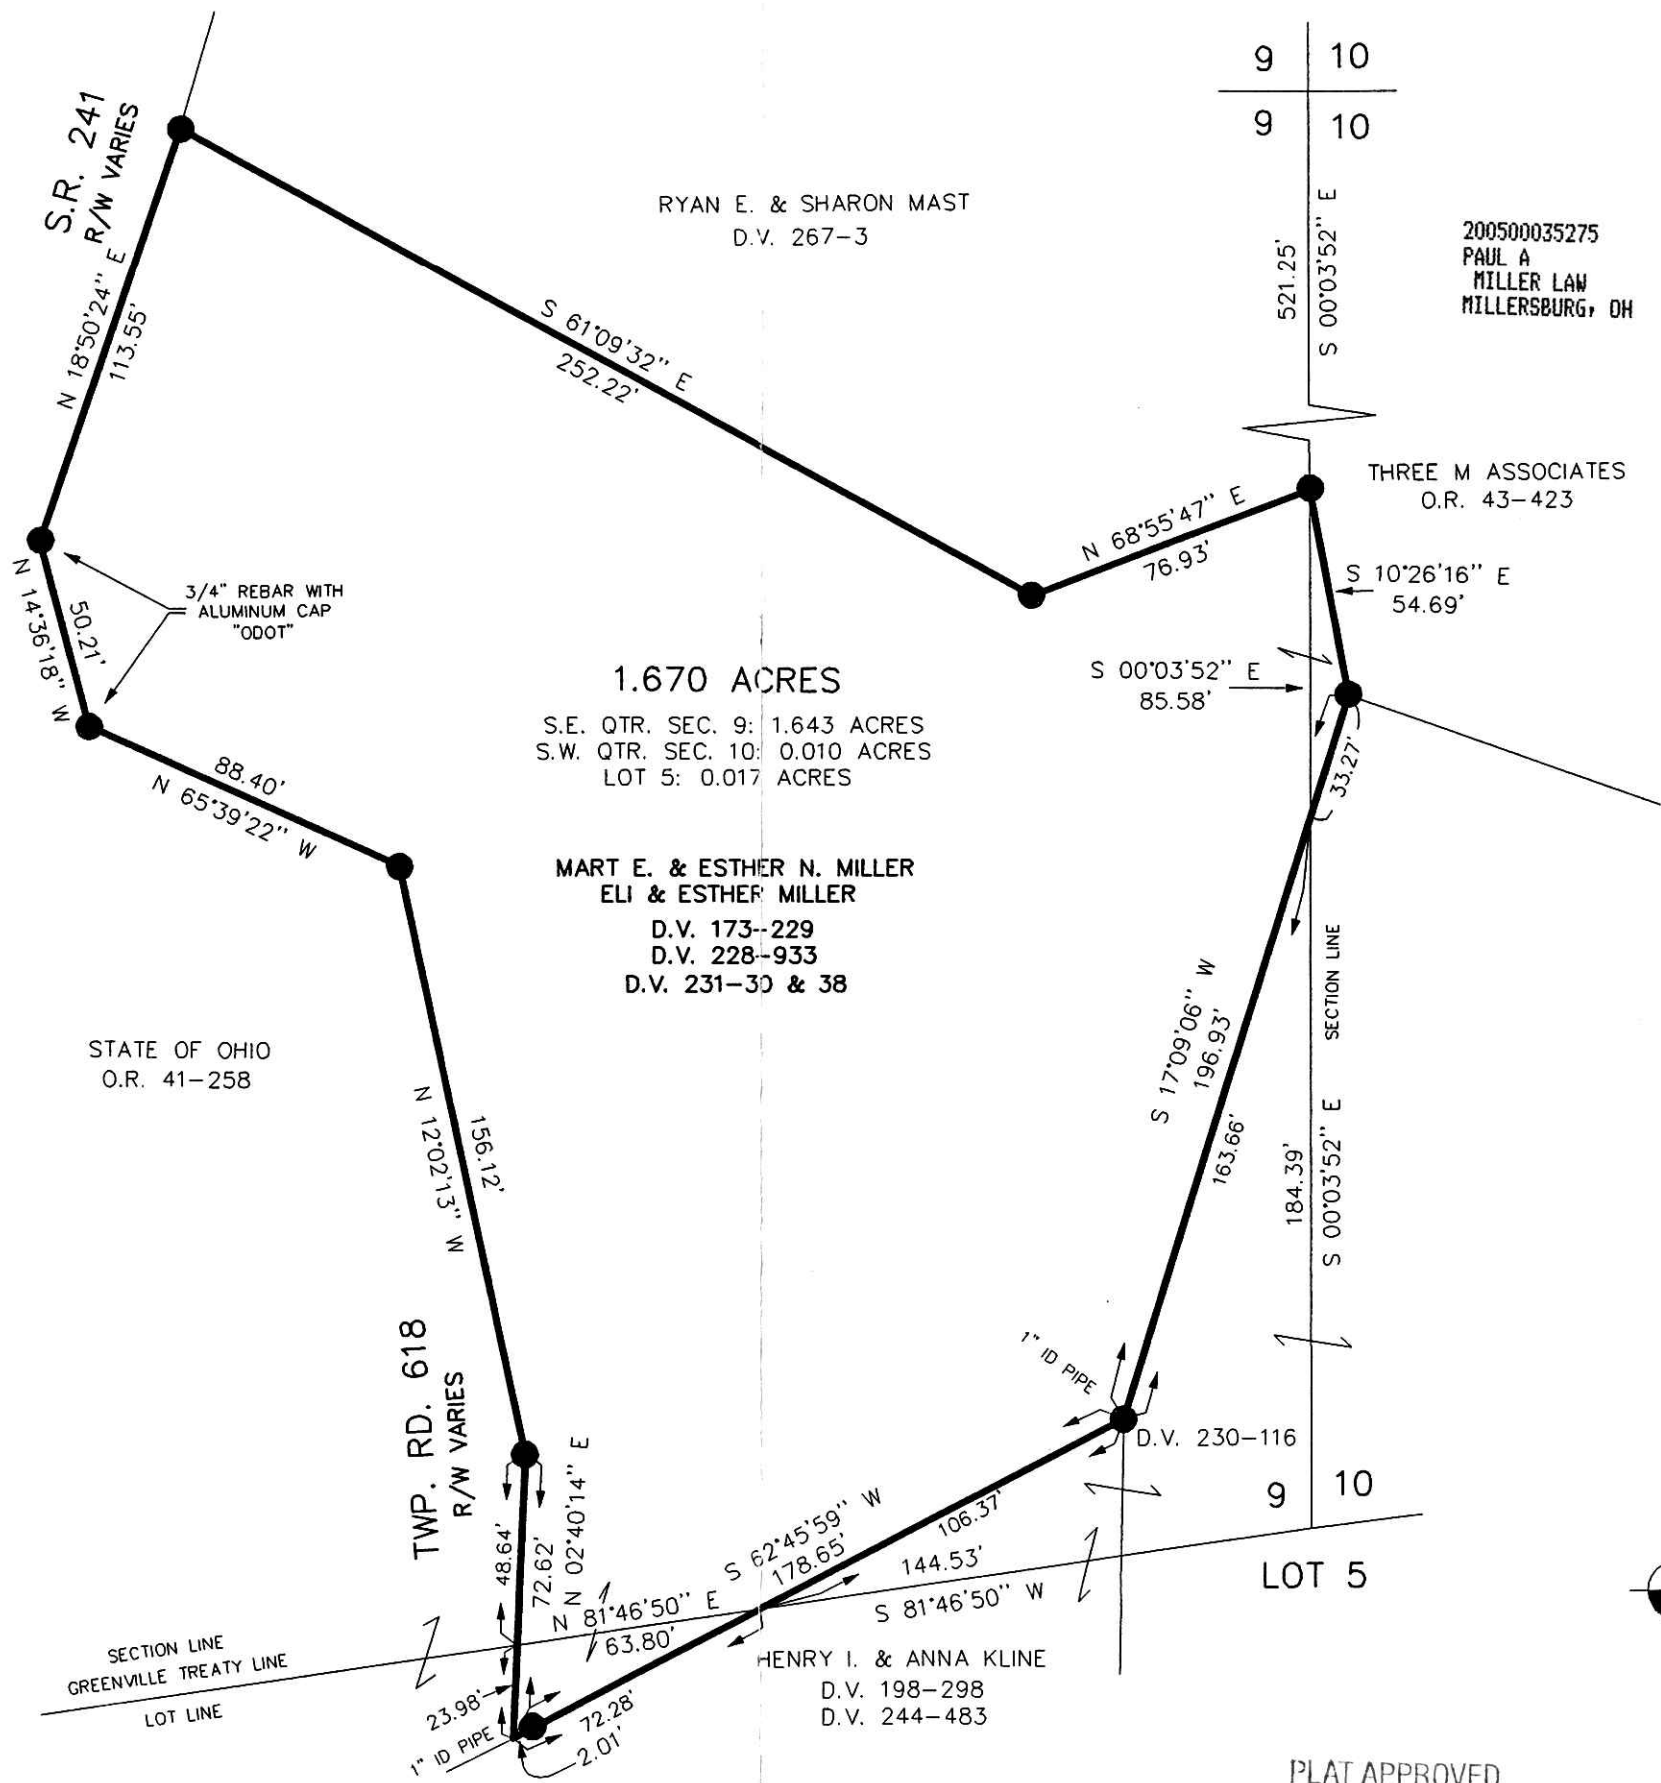 S.R. 241
R/W VARIES
N 18°50'24" E
113.55'
RYAN E. & SHARON MAST
D.V. 267-3
9 10
9 10
521.25'
S 00°03'52" E
200500035275
PAUL A
MILLER LAW
MILLERSBURG, OH
S 61°09'32" E
252.22'
THREE M ASSOCIATES
O.R. 43-423
N 68°55'47" E
76.93'
S 10°26'16" E
54.69'
N 14°36'18" W
50.21'
3/4" REBAR WITH
ALUMINUM CAP
"ODOT"
S 00°03'52" E
85.58'
33.27'
1.670 ACRES
S.E. QTR. SEC. 9: 1.643 ACRES
S.W. QTR. SEC. 10: 0.010 ACRES
LOT 5: 0.017 ACRES
88.40'
N 65°39'22" W
MART E. & ESTHER N. MILLER
ELI & ESTHER MILLER
D.V. 173-229
D.V. 228-933
D.V. 231-30 & 38
STATE OF OHIO
O.R. 41-258
N 12°02'13" W
156.12'
S 17°09'06" W
196.93'
163.66'
SECTION LINE
184.39'
S 00°03'52" E
TWP. RD. 618
R/W VARIES
1" ID PIPE
D.V. 230-116
9 10
LOT 5
48.64'
72.62'
N 02°40'14" E
S 62°45'59" W
178.65'
106.37'
144.53'
S 81°46'50" W
N 81°46'50" E
63.80'
SECTION LINE
GREENVILLE TREATY LINE
LOT LINE
23.98'
1" ID PIPE
72.28'
2.01'
HENRY I. & ANNA KLINE
D.V. 198-298
D.V. 244-483
PLAT APPROVED